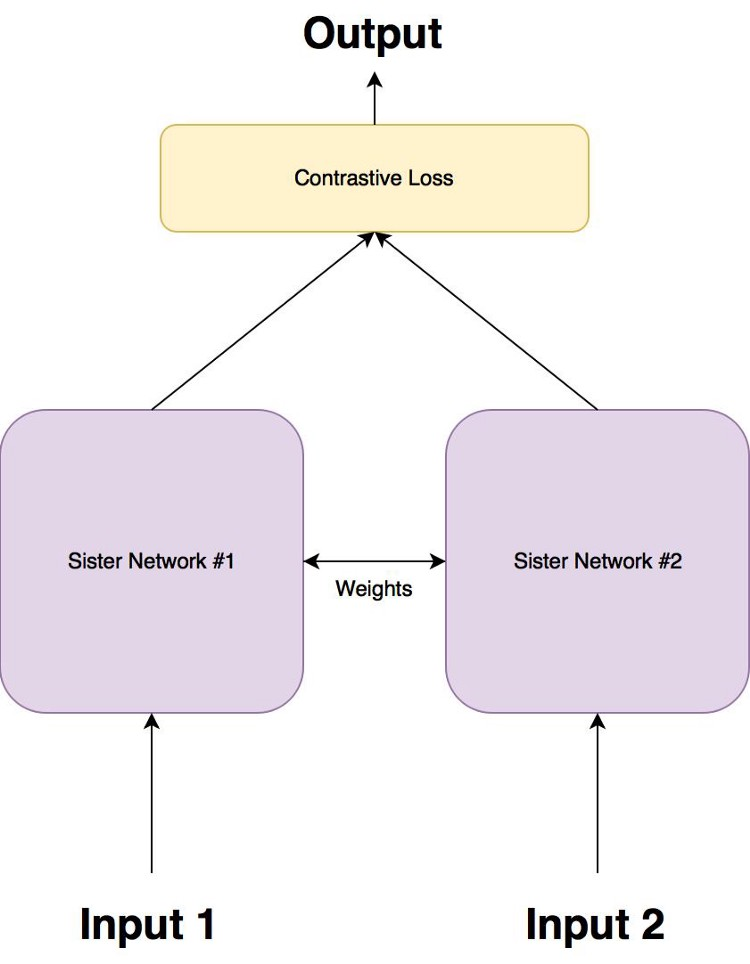 Output
Contrastive Loss
Sister Network #1
Sister Network #2
Weights
Input 1
Input 2